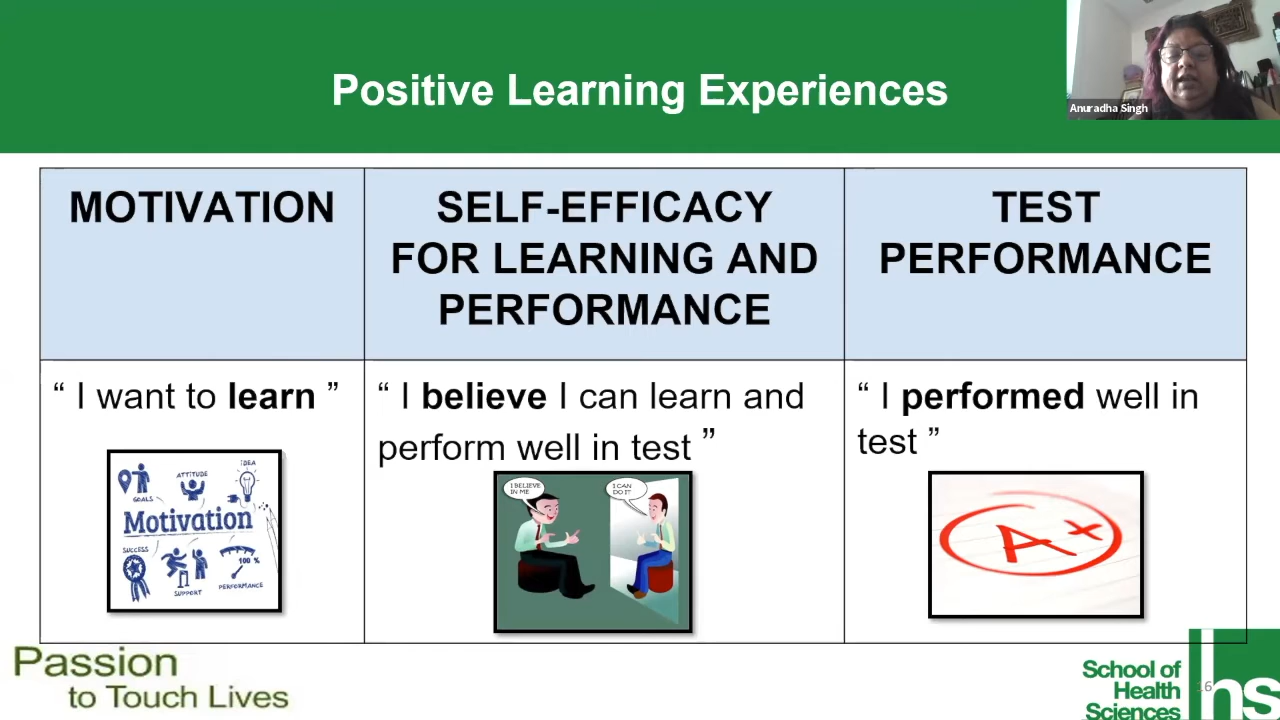 Positive Learning Experiences
Anuradha Singh
MOTIVATION
SELF-EFFICACY
FOR LEARNING AND
PERFORMANCE
TEST
PERFORMANCE
“ I want to learn ”
“ I believe I can learn and
perform well in test ”
“ I performed well in
test ”
GOALS
ATTITUDE
iDEA
Motivation
SUCCESS
SUPPORT
100 %
PERFORMANCE
I BELIEVE
IN ME
I CAN
DO IT
A+
Passion
to Touch Lives
School of
Health
Sciences
16
hs